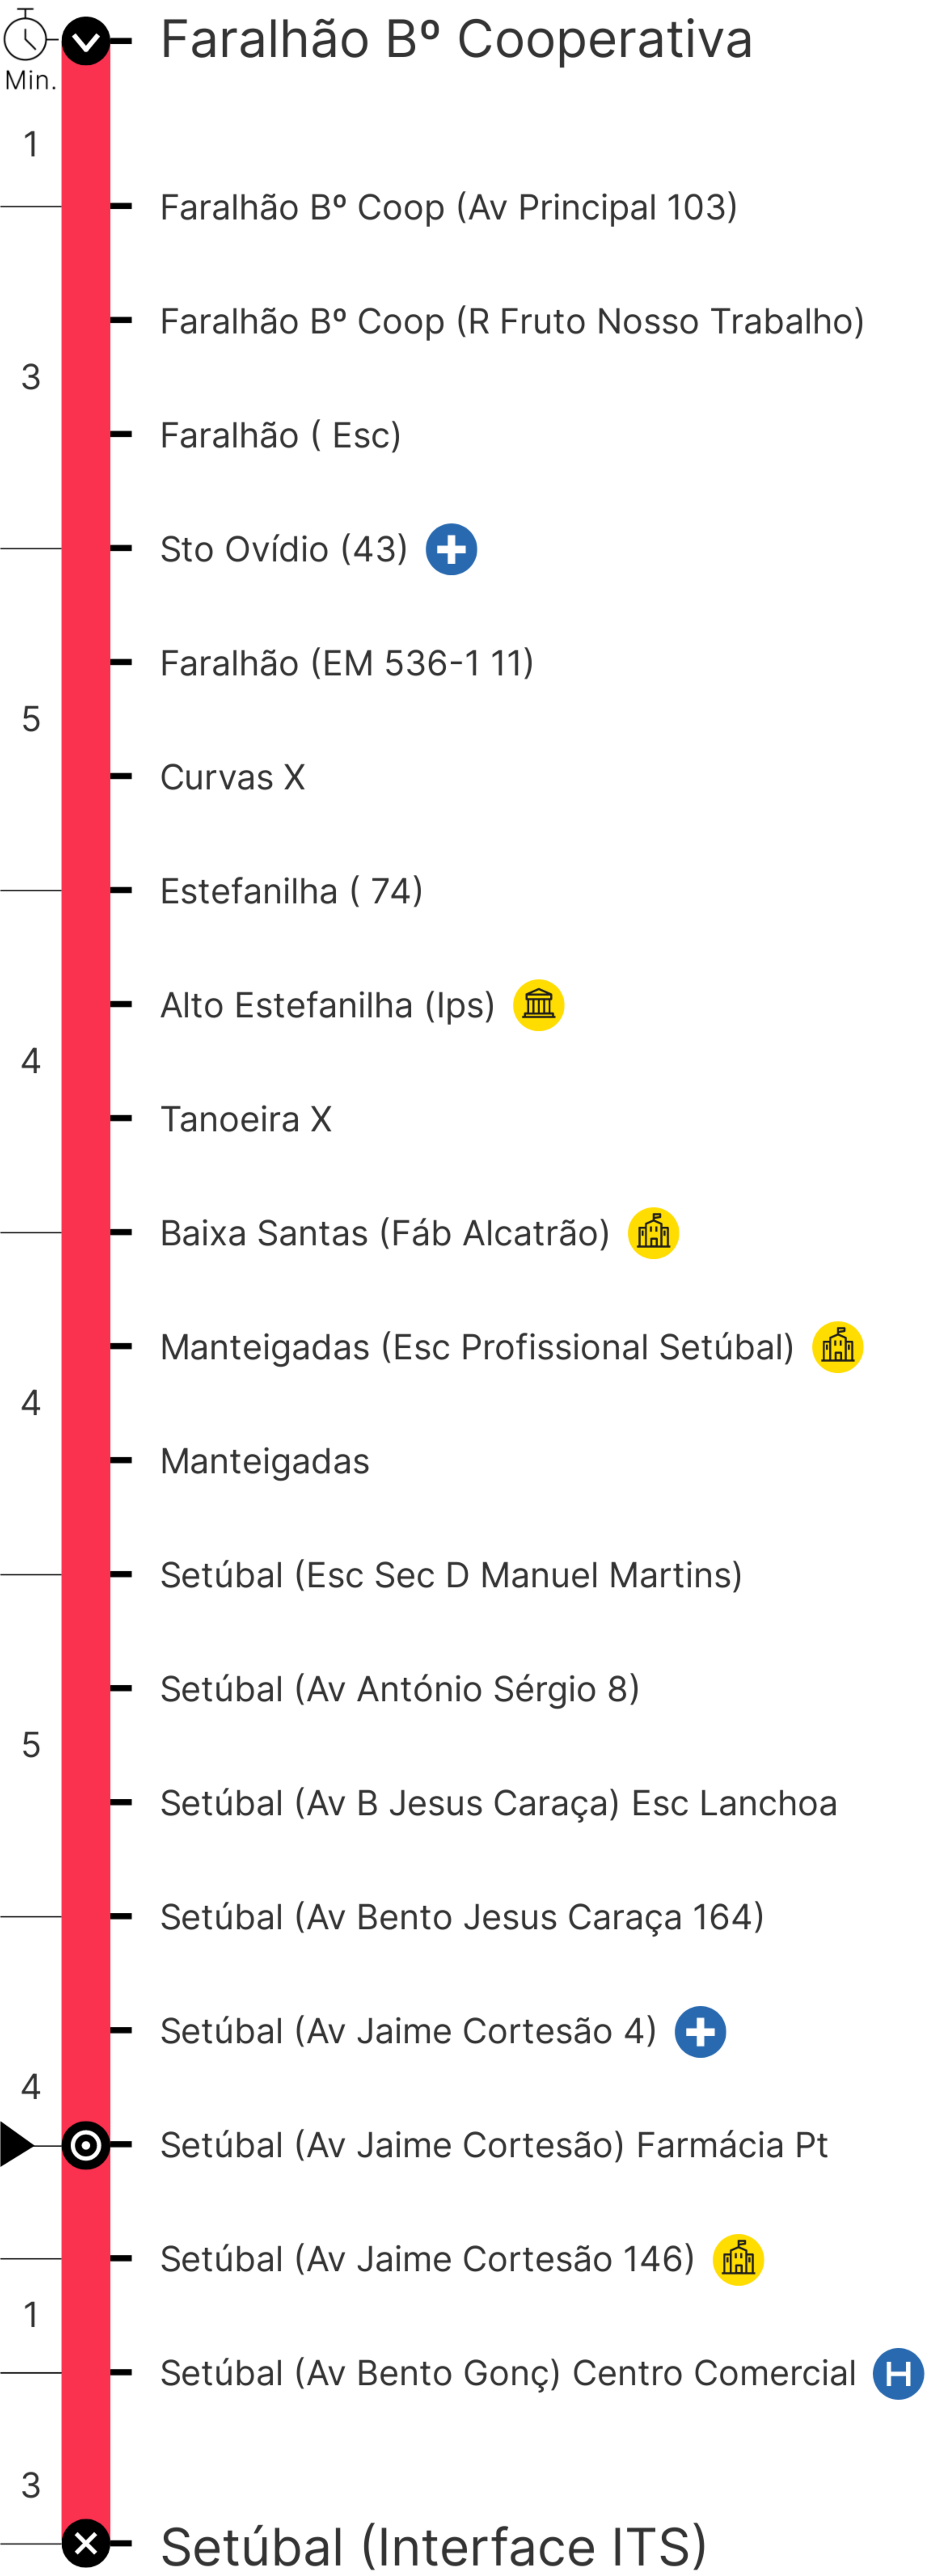 Faralhão Bº Cooperativa
Min.
1
Faralhão Bº Coop (Av Principal 103)
Faralhão Bº Coop (R Fruto Nosso Trabalho)
3
Faralhão ( Esc)
Sto Ovídio (43)
Faralhão (EM 536-1 11)
5
Curvas X
Estefanilha ( 74)
Alto Estefanilha (Ips)
4
Tanoeira X
Baixa Santas (Fáb Alcatrão)
Manteigadas (Esc Profissional Setúbal)
4
Manteigadas
Setúbal (Esc Sec D Manuel Martins)
Setúbal (Av António Sérgio 8)
5
Setúbal (Av B Jesus Caraça) Esc Lanchoa
Setúbal (Av Bento Jesus Caraça 164)
Setúbal (Av Jaime Cortesão 4)
4
Setúbal (Av Jaime Cortesão) Farmácia Pt
Setúbal (Av Jaime Cortesão 146)
1
Setúbal (Av Bento Gonç) Centro Comercial H
3
Setúbal (Interface ITS)